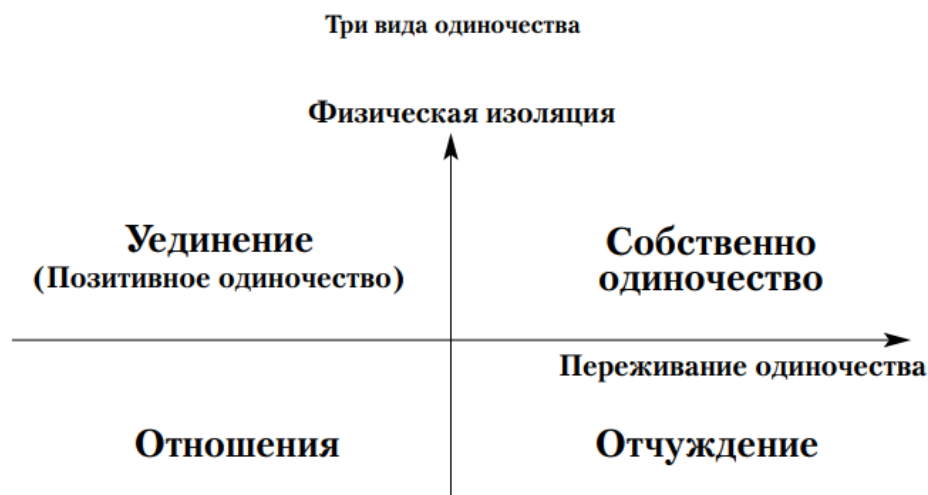 Три вида одиночества
Физическая изоляция
Уединение
(Позитивное одиночество)
Собственно
одиночество
Переживание одиночества
Отношения
Отчуждение